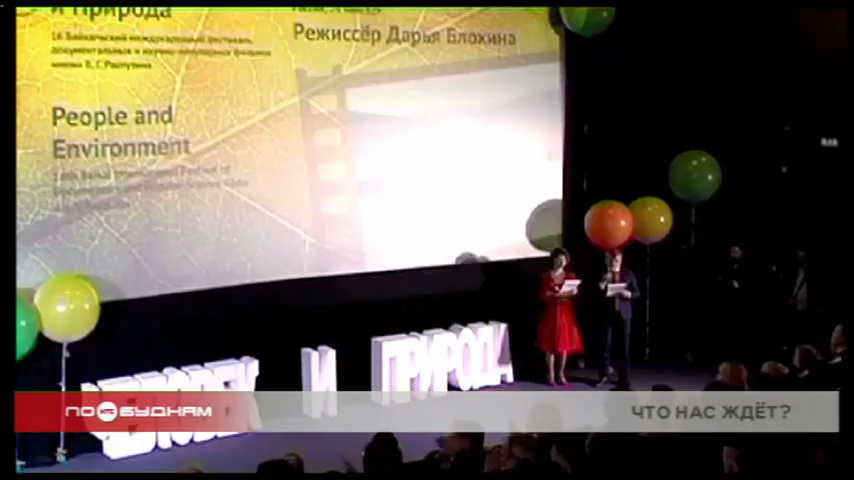 и Природа
16 Байкальский международный фестиваль
документальных и научно-популярных фильмов
имени В. Г. Распутина
Режиссёр Дарья Блохина
People and
Environment
ЧЕЛОВЕК И ПРИРОДА
ПО БУДНЯМ
ЧТО НАС ЖДЁТ?